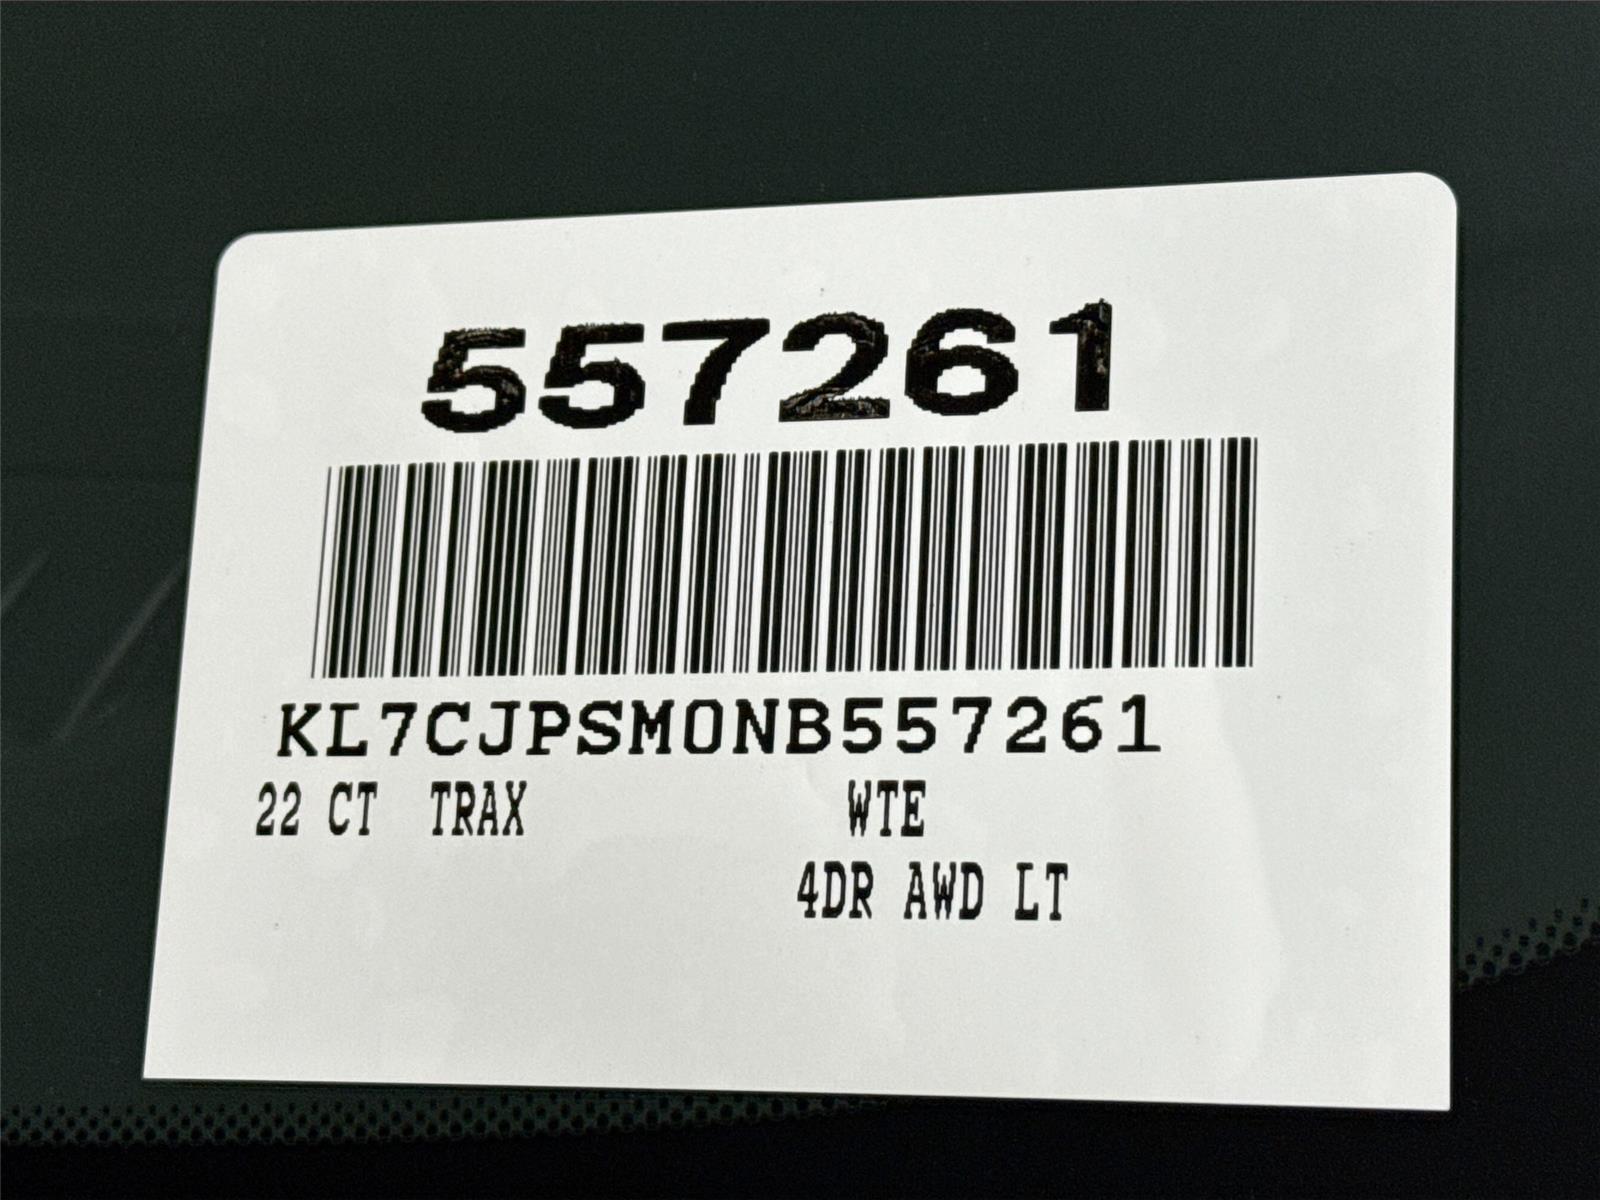 557261
KL7CJPSM0NB557261
22 CT TRAX WTE
4DR AWD LT